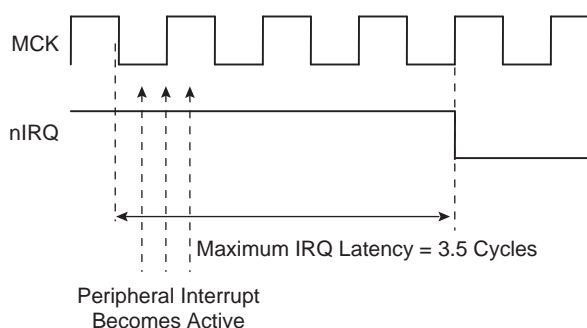 MCK
nIRQ
Maximum IRQ Latency = 3.5 Cycles
Peripheral Interrupt
Becomes Active